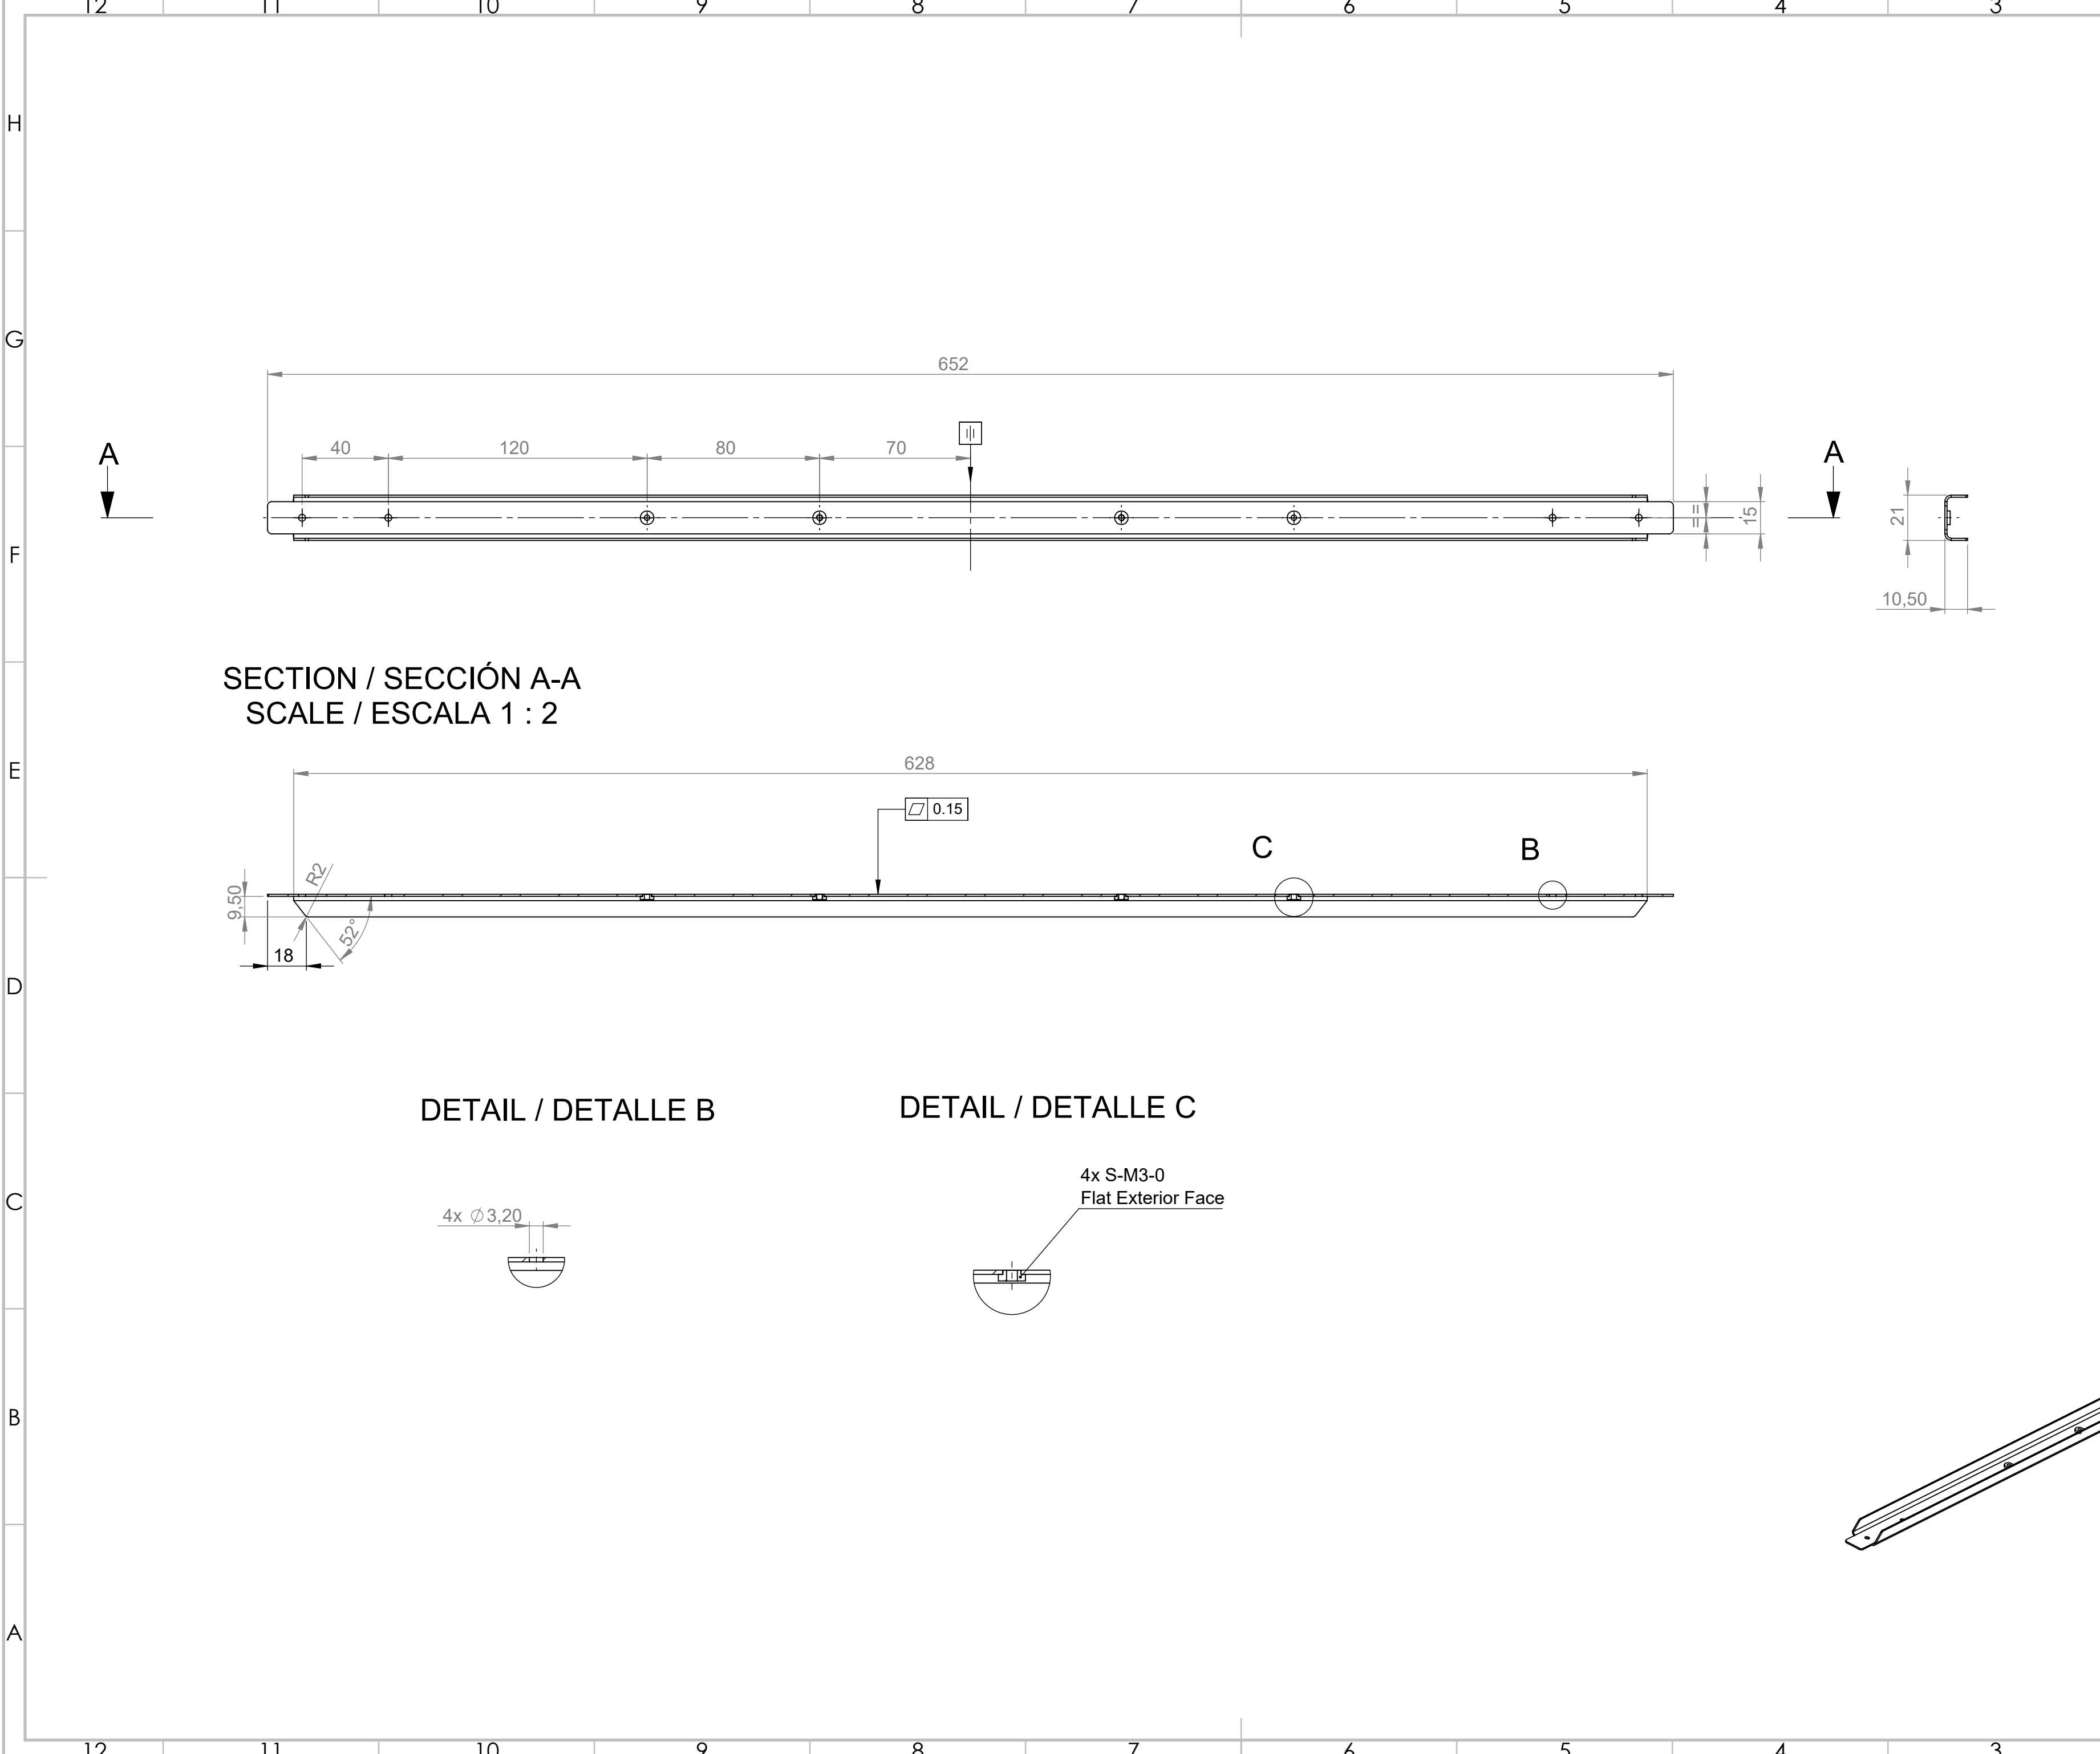 12 11 10 9 8 7 6 5 4 3
H
G
652
40 120 80 70
A A
= =
15
21
F
10,50
SECTION / SECCIÓN A-A
SCALE / ESCALA 1 : 2
E
628
0.15
C B
R2
9,50
52°
18
D
DETAIL / DETALLE B
DETAIL / DETALLE C
4x S-M3-0
Flat Exterior Face
C
4x ∅3,20
B
A
12 11 10 9 8 7 6 5 4 3